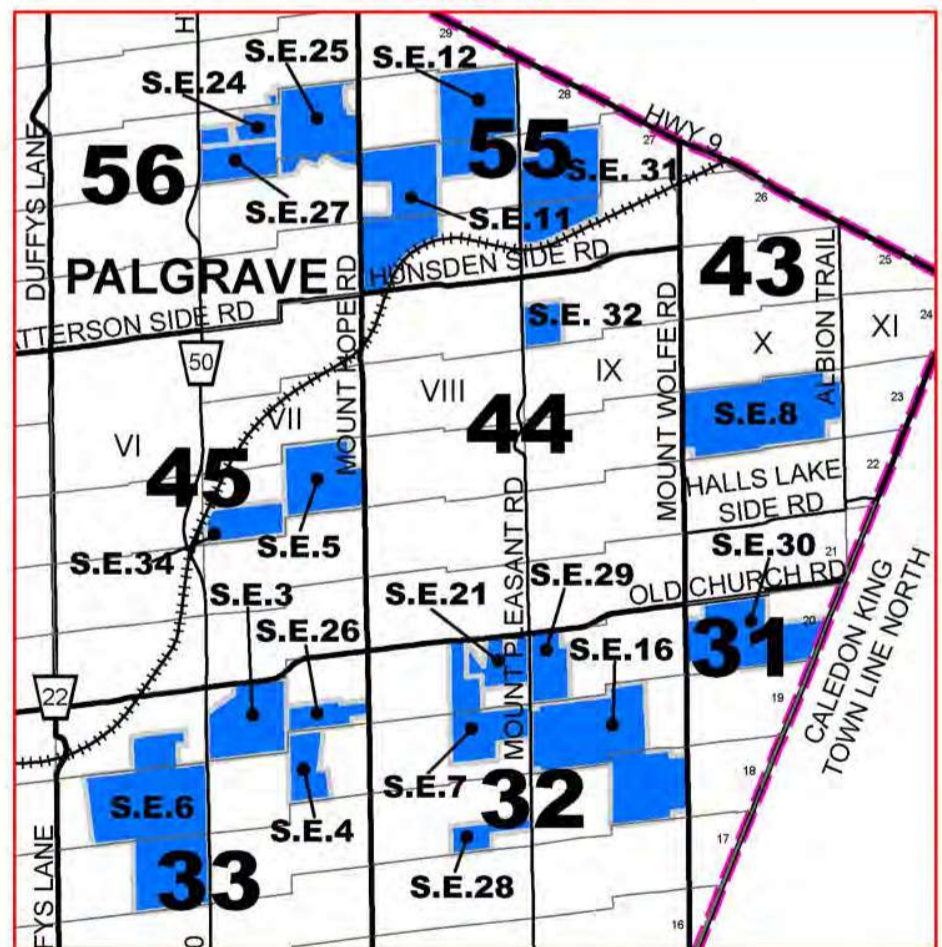 H
29
S.E.25
S.E.12
S.E.24
28
HWY 9
27
55
56
S.E. 31
26
S.E.27
S.E.11
DUFFYS LANE
PALGRAVE
HUNSDEN SIDE RD
43
25
TTERSON SIDE RD
MOUNT HOPE RD
S.E. 32
ALBION TRAIL
24
50
MOUNT WOLFE RD
X
XI
VIII
IX
VII
VI
44
S.E.8
23
45
22
HALLS LAKE
SIDE RD
S.E.5
S.E.34
S.E.30
21
S.E.3
S.E.21
MOUNT PLEASANT RD
S.E.29
OLD CHURCH RD
S.E.26
S.E.16
31
20
22
19
CALEDON KING
TOWN LINE NORTH
S.E.6
S.E.7
32
18
S.E.4
17
FYS LANE
33
S.E.28
16
0